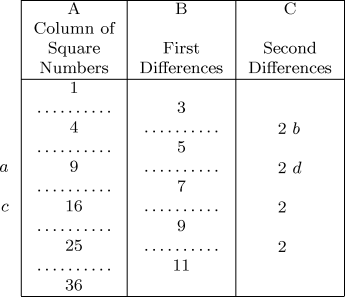 A B C
Column of
Square First Second
Numbers Differences Differences
1
.......... 3
4 .......... 2 b
.......... 5
a 9 .......... 2 d
.......... 7
c 16 .......... 2
.......... 9
25 .......... 2
.......... 11
36